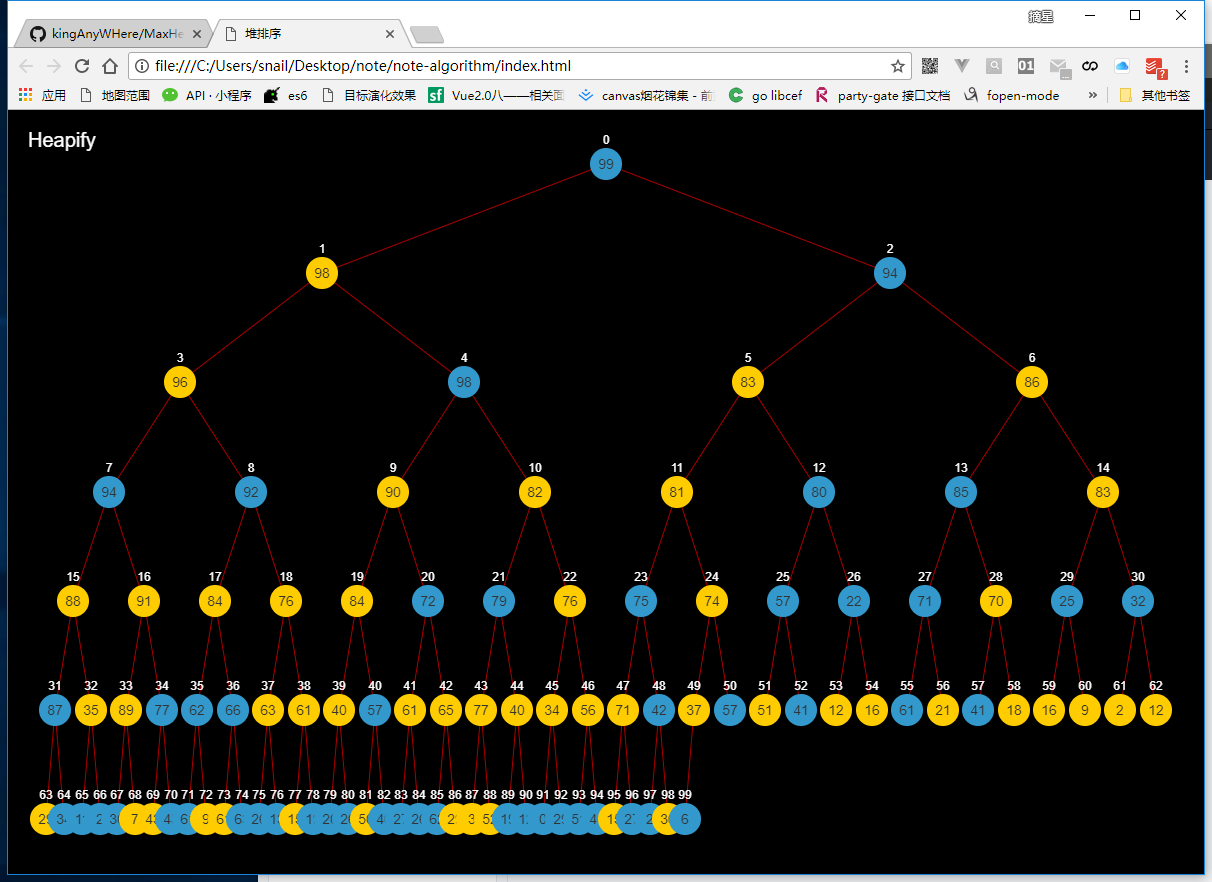 摘星
kingAnyWHere/MaxHe 堆排序
file:///C:/Users/snail/Desktop/note/note-algorithm/index.html
应用 地图范围 API · 小程序 es6 目标演化效果 Vue2.0八——相关面 canvas烟花锦集 - 前 go libcef party-gate 接口文档 fopen-mode » 其他书签
Heapify
0
99
1 2
98 94
3 4 5 6
96 98 83 86
7 8 9 10 11 12 13 14
94 92 90 82 81 80 85 83
15 16 17 18 19 20 21 22 23 24 25 26 27 28 29 30
88 91 84 76 84 72 79 76 75 74 57 22 71 70 25 32
31 32 33 34 35 36 37 38 39 40 41 42 43 44 45 46 47 48 49 50 51 52 53 54 55 56 57 58 59 60 61 62
87 35 89 77 62 66 63 61 40 57 61 65 77 40 34 56 71 42 37 57 51 41 12 16 61 21 41 18 16 9 2 12
63 64 65 66 67 68 69 70 71 72 73 74 75 76 77 78 79 80 81 82 83 84 85 86 87 88 89 90 91 92 93 94 95 96 97 98 99
6